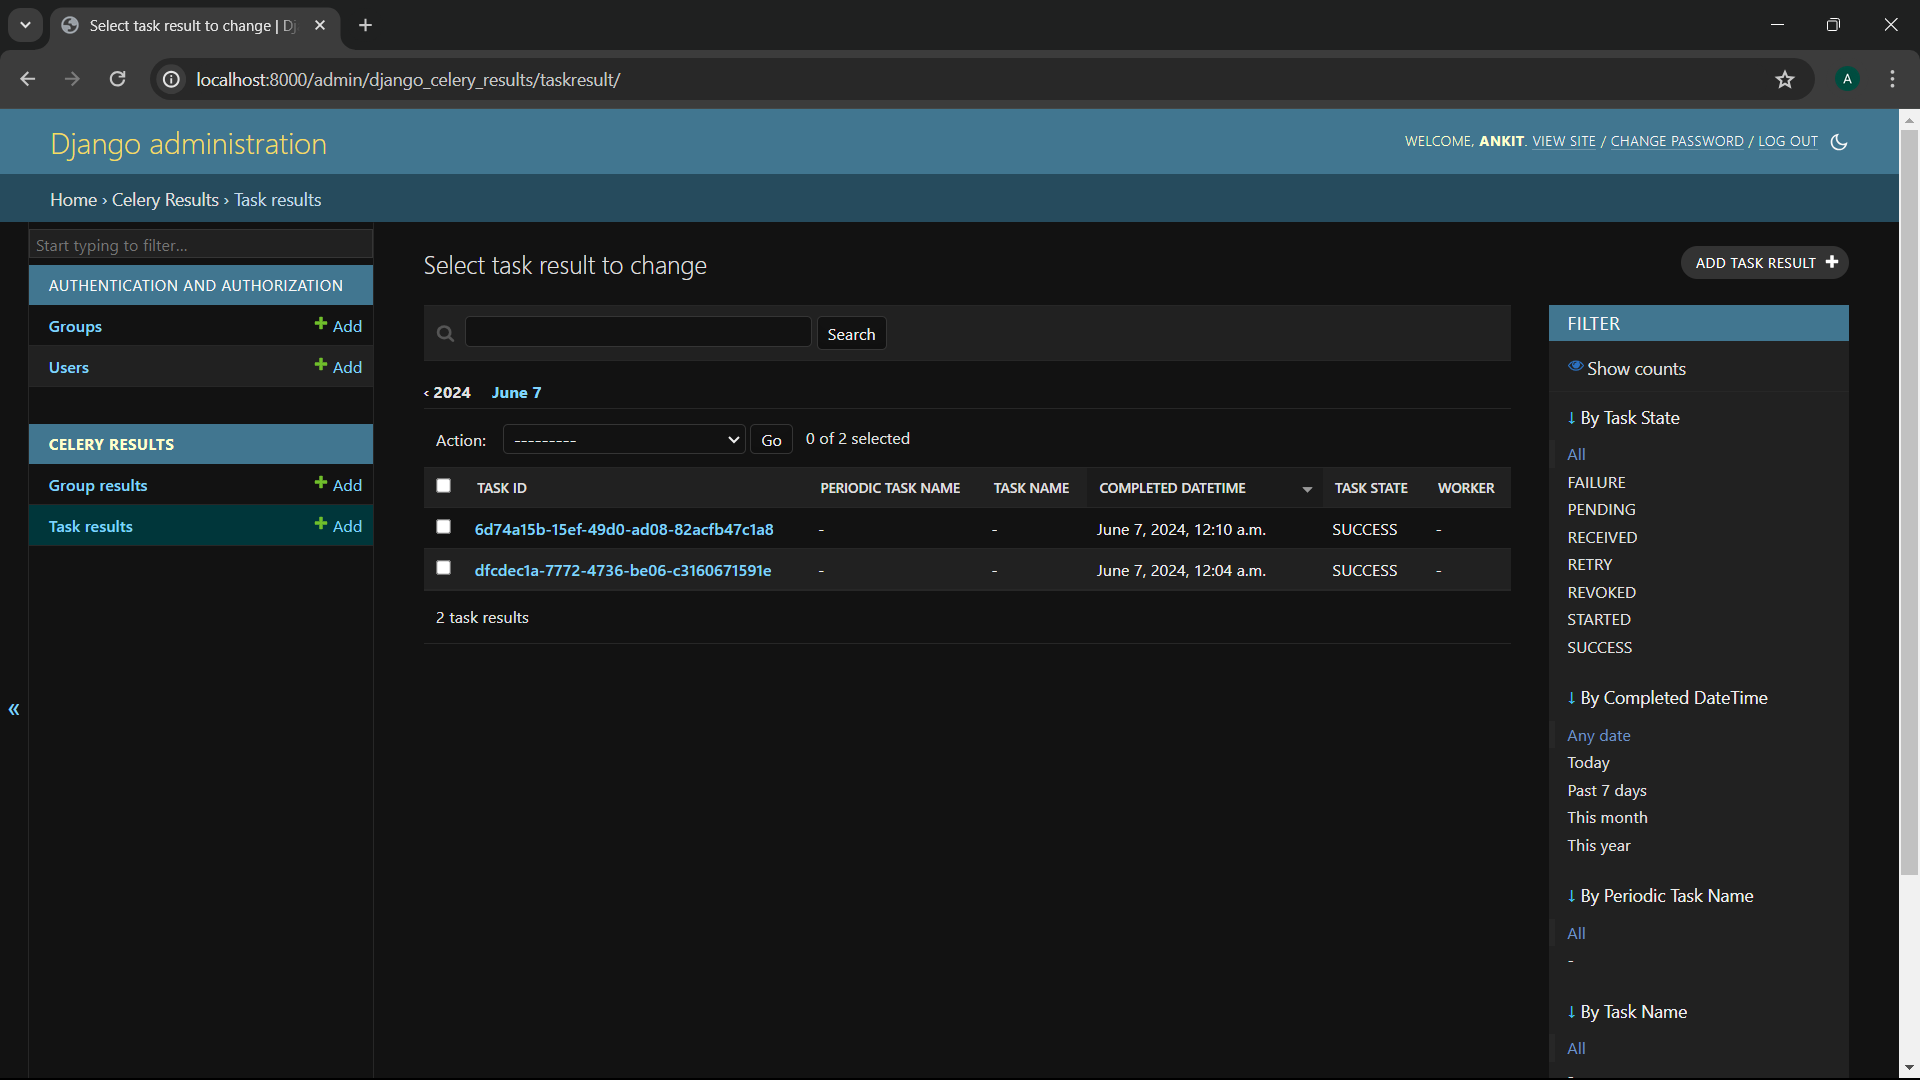 Select task result to change | Dj
localhost:8000/admin/django_celery_results/taskresult/
A
Django administration
WELCOME, ANKIT. VIEW SITE / CHANGE PASSWORD / LOG OUT
Home › Celery Results › Task results
Start typing to filter...
AUTHENTICATION AND AUTHORIZATION
Groups + Add
Users + Add
CELERY RESULTS
Group results + Add
Task results + Add
«
Select task result to change
ADD TASK RESULT +
Search
‹ 2024 June 7
Action: --------- Go 0 of 2 selected
TASK ID PERIODIC TASK NAME TASK NAME COMPLETED DATETIME TASK STATE WORKER
6d74a15b-15ef-49d0-ad08-82acfb47c1a8 - - June 7, 2024, 12:10 a.m. SUCCESS -
dfcdec1a-7772-4736-be06-c3160671591e - - June 7, 2024, 12:04 a.m. SUCCESS -
2 task results
FILTER
Show counts
↓ By Task State
All
FAILURE
PENDING
RECEIVED
RETRY
REVOKED
STARTED
SUCCESS
↓ By Completed DateTime
Any date
Today
Past 7 days
This month
This year
↓ By Periodic Task Name
All
-
↓ By Task Name
All
-